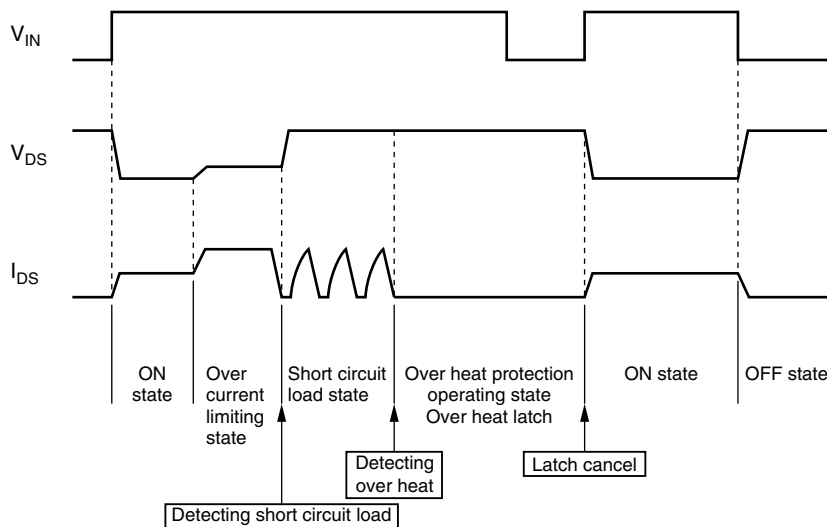 V_IN
V_DS
I_DS
ON
state
Over
current
limiting
state
Short circuit
load state
Over heat protection
operating state
Over heat latch
ON state
OFF state
Detecting
over heat
Latch cancel
Detecting short circuit load